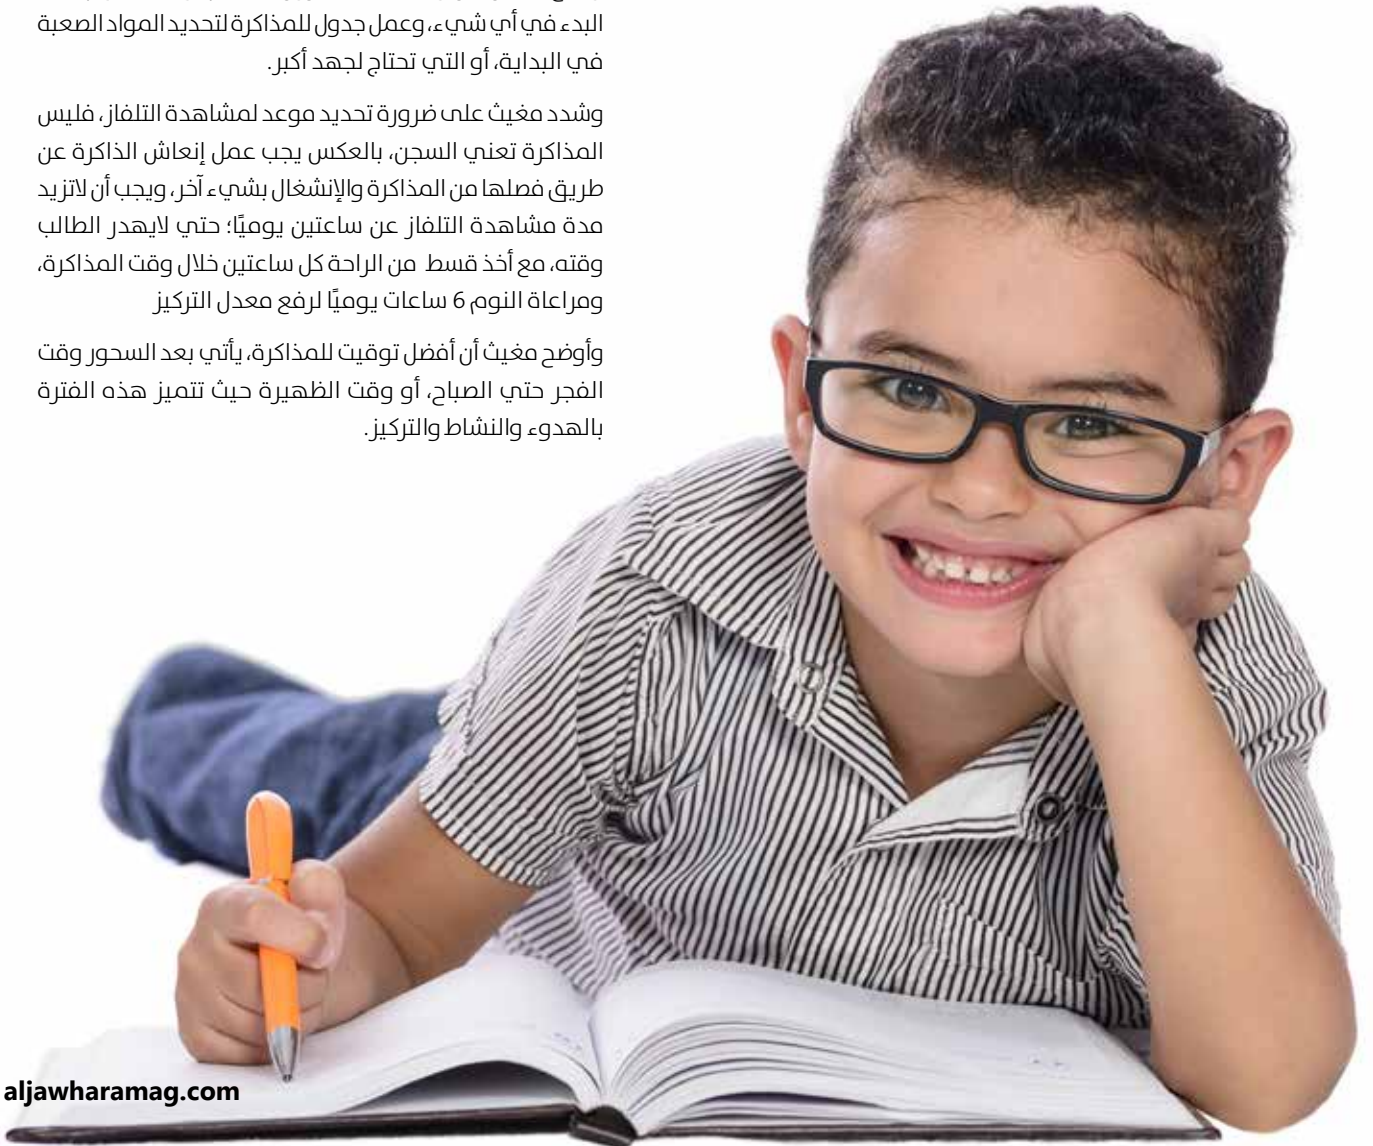 البدء في أي شيء، وعمل جدول للمذاكرة لتحديد المواد الصعبة
في البداية، أو التي تحتاج لجهد أكبر.
وشدد مغيث على ضرورة تحديد موعد لمشاهدة التلفاز، فليس
المذاكرة تعني السجن، بالعكس يجب عمل إنعاش الذاكرة عن
طريق فصلها من المذاكرة والإنشغال بشيء آخر، ويجب أن لاتزيد
مدة مشاهدة التلفاز عن ساعتين يوميًا؛ حتي لايهدر الطالب
وقته، مع أخذ قسط من الراحة كل ساعتين خلال وقت المذاكرة،
ومراعاة النوم 6 ساعات يوميًا لرفع معدل التركيز
وأوضح مغيث أن أفضل توقيت للمذاكرة، يأتي بعد السحور وقت
الفجر حتي الصباح، أو وقت الظهيرة حيث تتميز هذه الفترة
بالهدوء والنشاط والتركيز.
aljawharamag.com